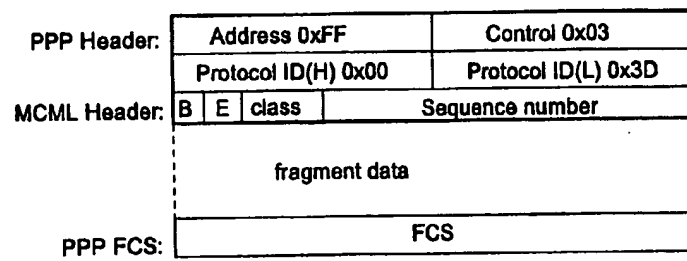 PPP Header: Address 0xFF Control 0x03
Protocol ID(H) 0x00 Protocol ID(L) 0x3D
MCML Header: B E class Sequence number
fragment data
PPP FCS: FCS